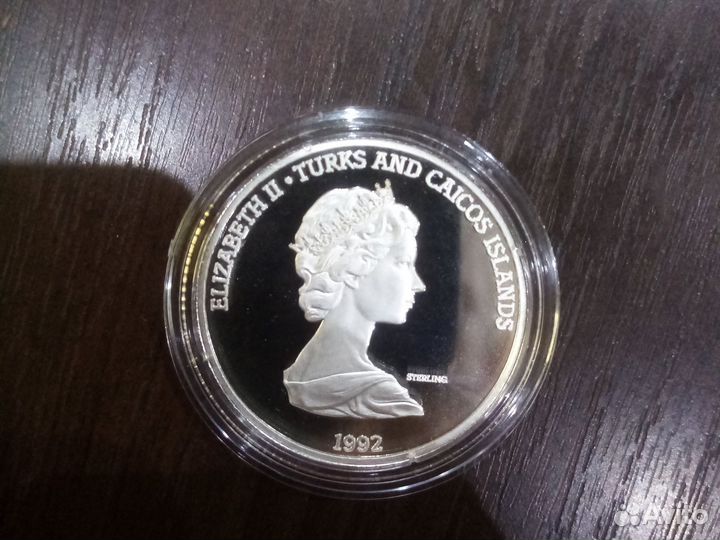 ELIZABETH II • TURKS AND CAICOS ISLANDS
STERLING
1992
Avito